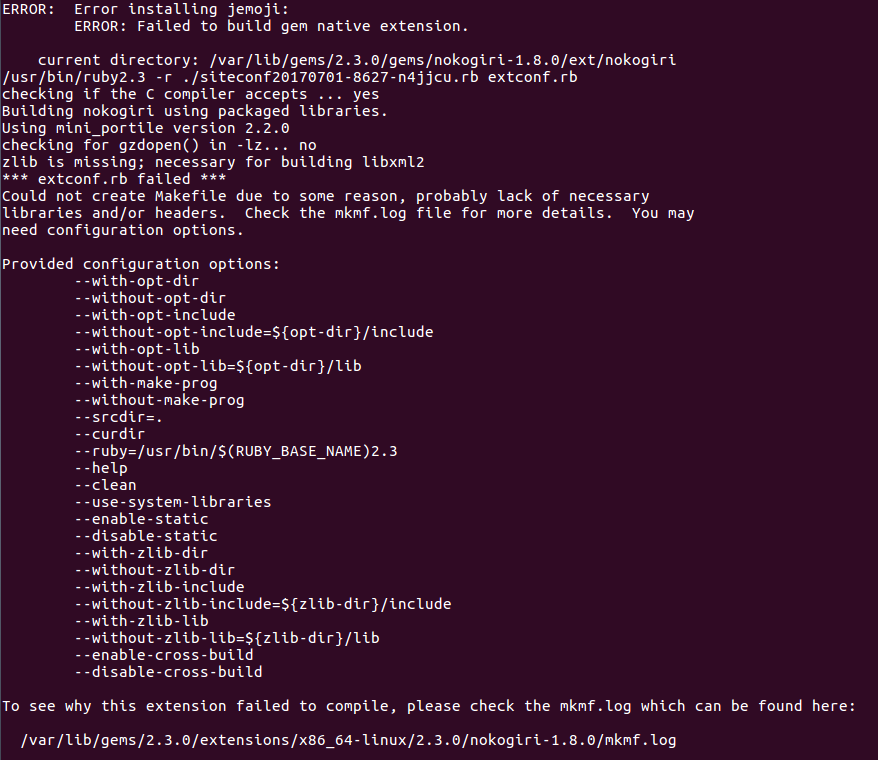 ERROR:  Error installing jemoji:
        ERROR: Failed to build gem native extension.

    current directory: /var/lib/gems/2.3.0/gems/nokogiri-1.8.0/ext/nokogiri
/usr/bin/ruby2.3 -r ./siteconf20170701-8627-n4jjcu.rb extconf.rb
checking if the C compiler accepts ... yes
Building nokogiri using packaged libraries.
Using mini_portile version 2.2.0
checking for gzdopen() in -lz... no
zlib is missing; necessary for building libxml2
*** extconf.rb failed ***
Could not create Makefile due to some reason, probably lack of necessary
libraries and/or headers.  Check the mkmf.log file for more details.  You may
need configuration options.

Provided configuration options:
        --with-opt-dir
        --without-opt-dir
        --with-opt-include
        --without-opt-include=${opt-dir}/include
        --with-opt-lib
        --without-opt-lib=${opt-dir}/lib
        --with-make-prog
        --without-make-prog
        --srcdir=.
        --curdir
        --ruby=/usr/bin/$(RUBY_BASE_NAME)2.3
        --help
        --clean
        --use-system-libraries
        --enable-static
        --disable-static
        --with-zlib-dir
        --without-zlib-dir
        --with-zlib-include
        --without-zlib-include=${zlib-dir}/include
        --with-zlib-lib
        --without-zlib-lib=${zlib-dir}/lib
        --enable-cross-build
        --disable-cross-build

To see why this extension failed to compile, please check the mkmf.log which can be found here:

  /var/lib/gems/2.3.0/extensions/x86_64-linux/2.3.0/nokogiri-1.8.0/mkmf.log